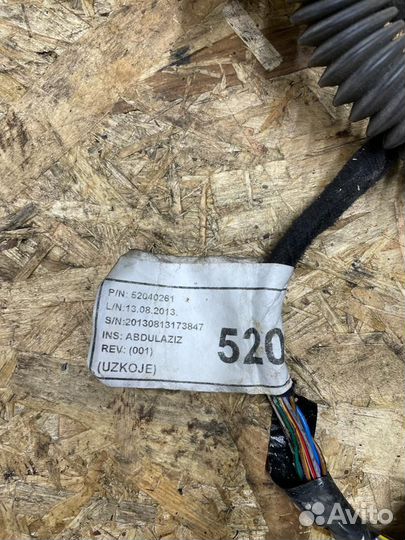 P/N: 52040261
L/N:13.08.2013.
S/N:20130813173847
INS: ABDULAZIZ
REV: (001)
(UZKOJE)
520
Avito